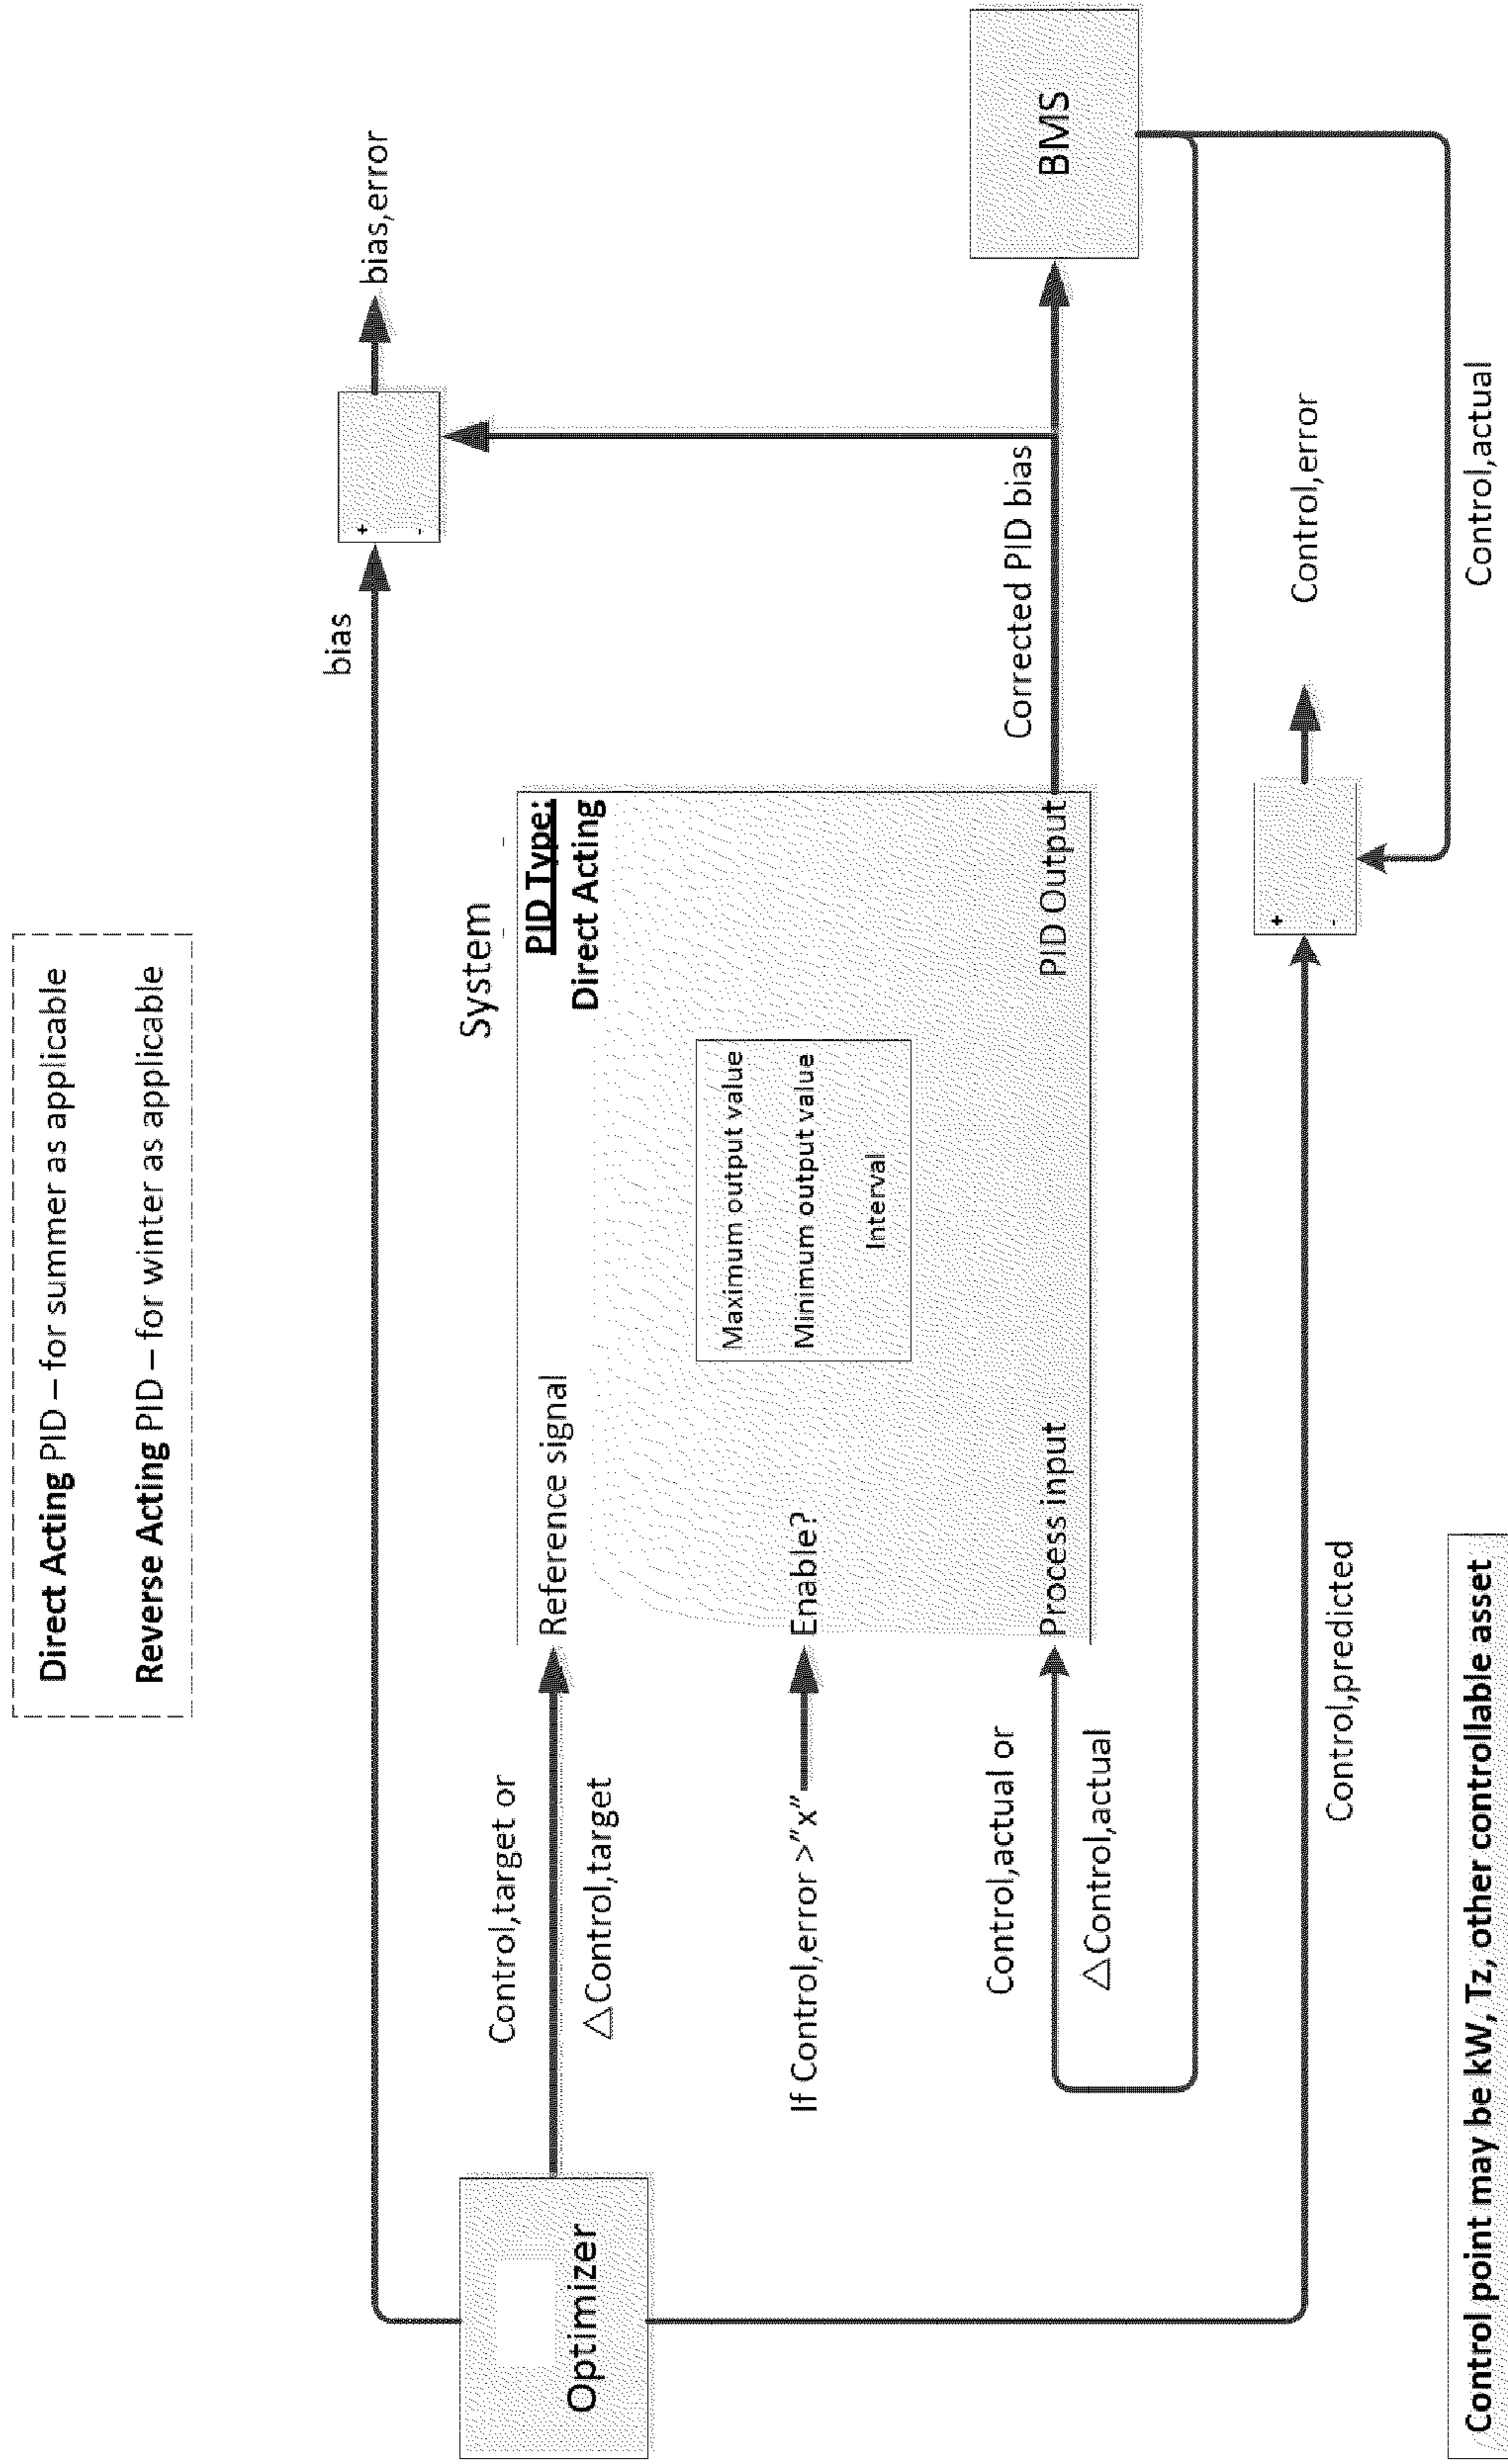 Direct Acting PID – for summer as applicable
Reverse Acting PID – for winter as applicable
bias
+
-
bias,error
System
Optimizer
Control,target or
△Control,target
Reference signal
PID Type:
Direct Acting
If Control,error >"x"
Enable?
Maximum output value
Minimum output value
Interval
Control,actual or
△Control,actual
Process input
PID Output
Corrected PID bias
BMS
Control,predicted
+
-
Control,error
Control,actual
Control point may be kW, Tz, other controllable asset